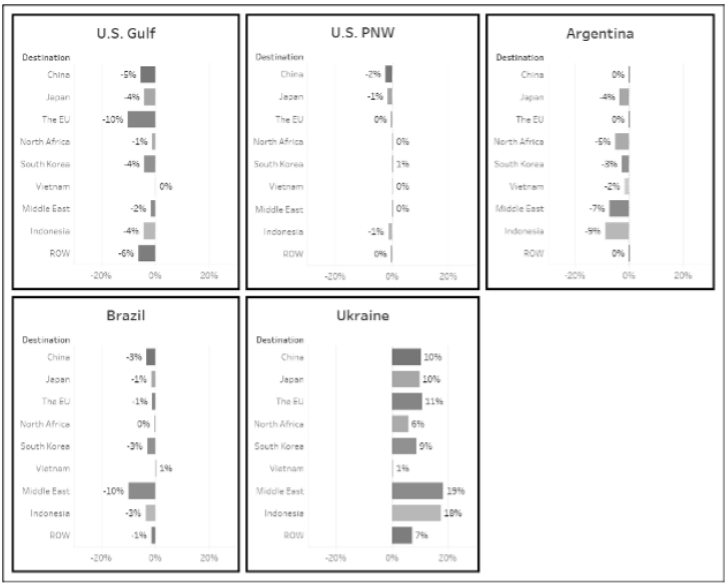 U.S. Gulf
Destination
China -5%
Japan -4%
The EU -10%
North Africa -1%
South Korea -4%
Vietnam 0%
Middle East -2%
Indonesia -4%
ROW -6%
-20% 0% 20%
U.S. PNW
Destination
China -2%
Japan -1%
The EU 0%
North Africa 0%
South Korea 1%
Vietnam 0%
Middle East 0%
Indonesia -1%
ROW 0%
-20% 0% 20%
Argentina
Destination
China 0%
Japan -4%
The EU 0%
North Africa -5%
South Korea -3%
Vietnam -2%
Middle East -7%
Indonesia -9%
ROW 0%
-20% 0% 20%
Brazil
Destination
China -3%
Japan -1%
The EU -1%
North Africa 0%
South Korea -3%
Vietnam 1%
Middle East -10%
Indonesia -3%
ROW -1%
-20% 0% 20%
Ukraine
Destination
China 10%
Japan 10%
The EU 11%
North Africa 6%
South Korea 9%
Vietnam 1%
Middle East 19%
Indonesia 18%
ROW 7%
-20% 0% 20%